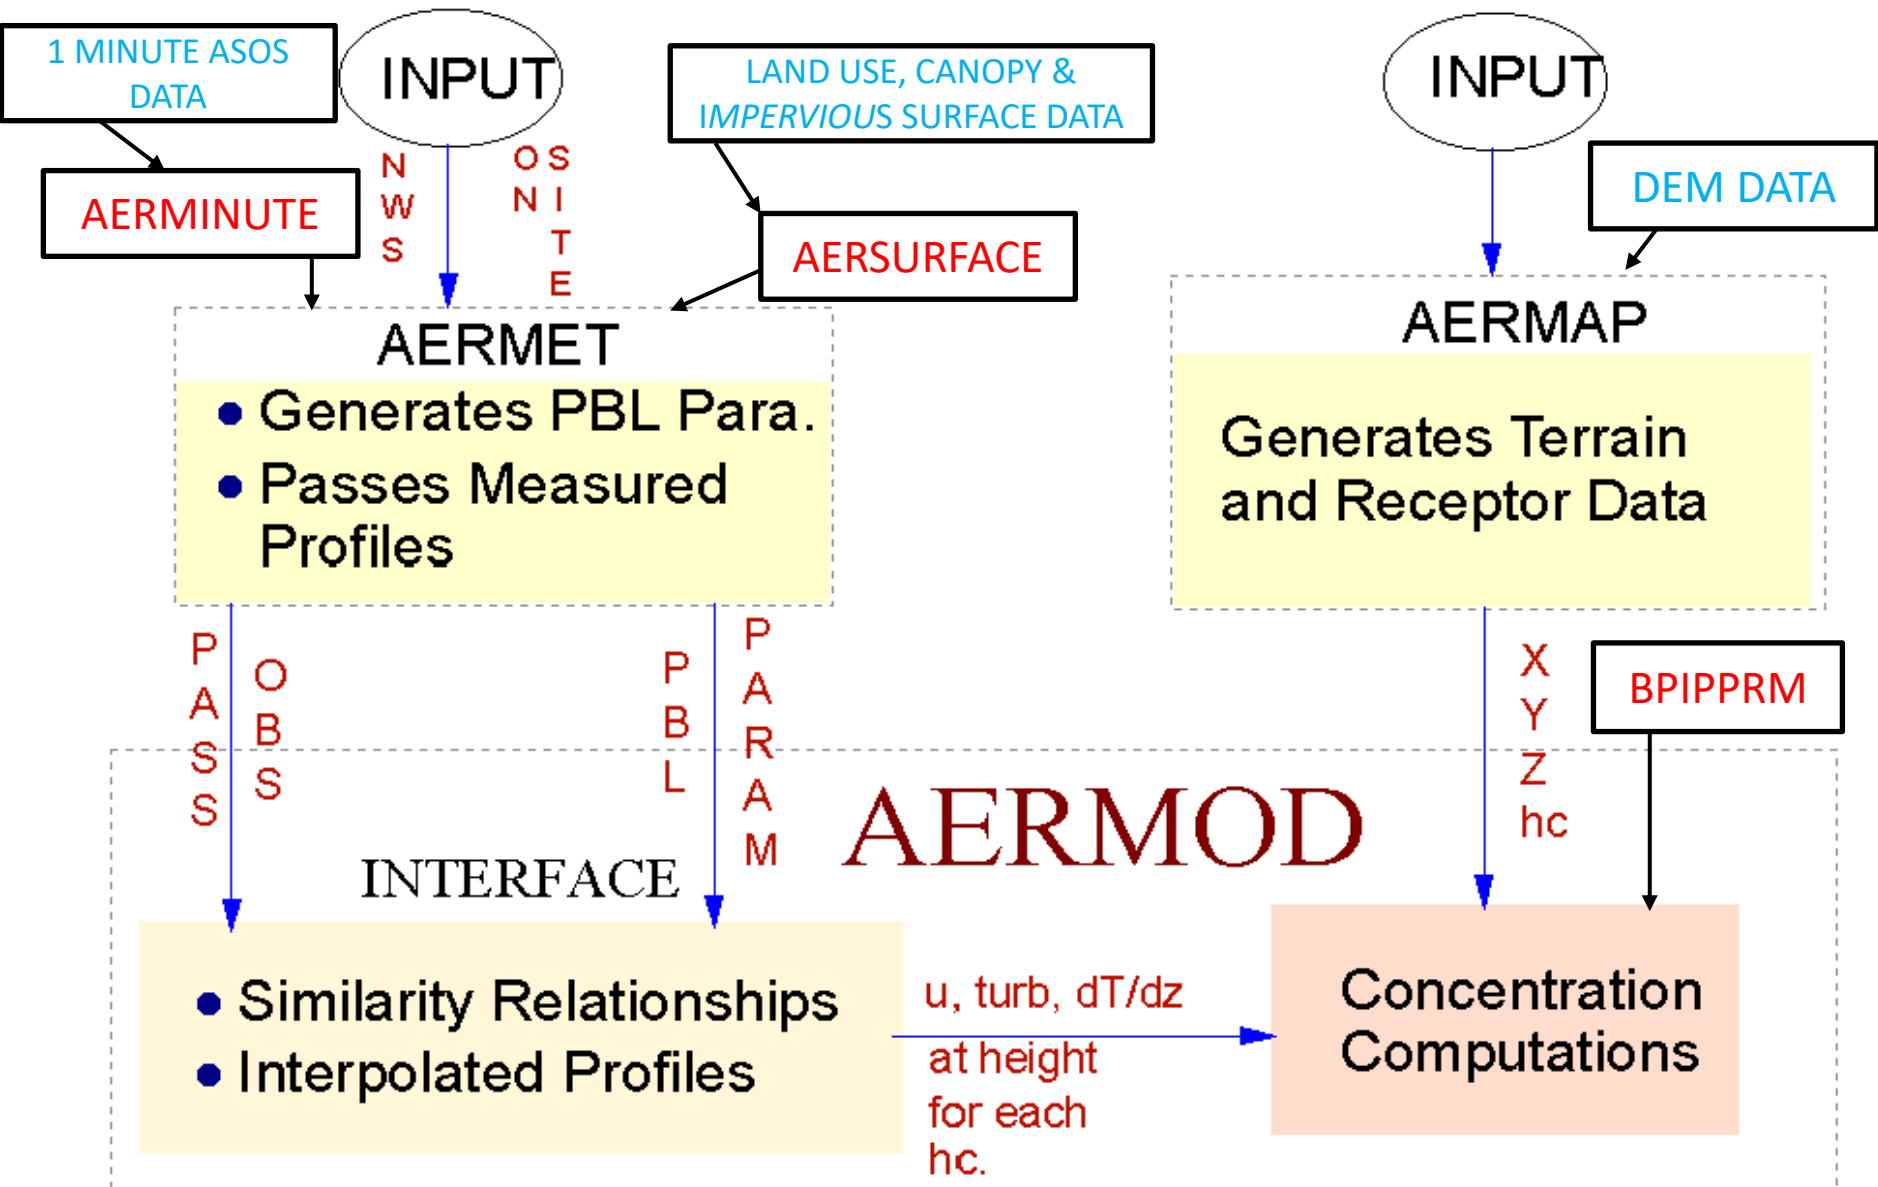 1 MINUTE ASOS
DATA
INPUT
LAND USE, CANOPY &
IMPERVIOUS SURFACE DATA
INPUT
NWS
ON
SITE
AERMINUTE
AERSURFACE
DEM DATA
AERMET
• Generates PBL Para.
• Passes Measured
Profiles
AERMAP
Generates Terrain
and Receptor Data
PASS
OBS
PBL
PARAM
X
Y
Z
hc
BPIPPRM
AERMOD
INTERFACE
• Similarity Relationships
• Interpolated Profiles
u, turb, dT/dz
at height
for each
hc.
Concentration
Computations